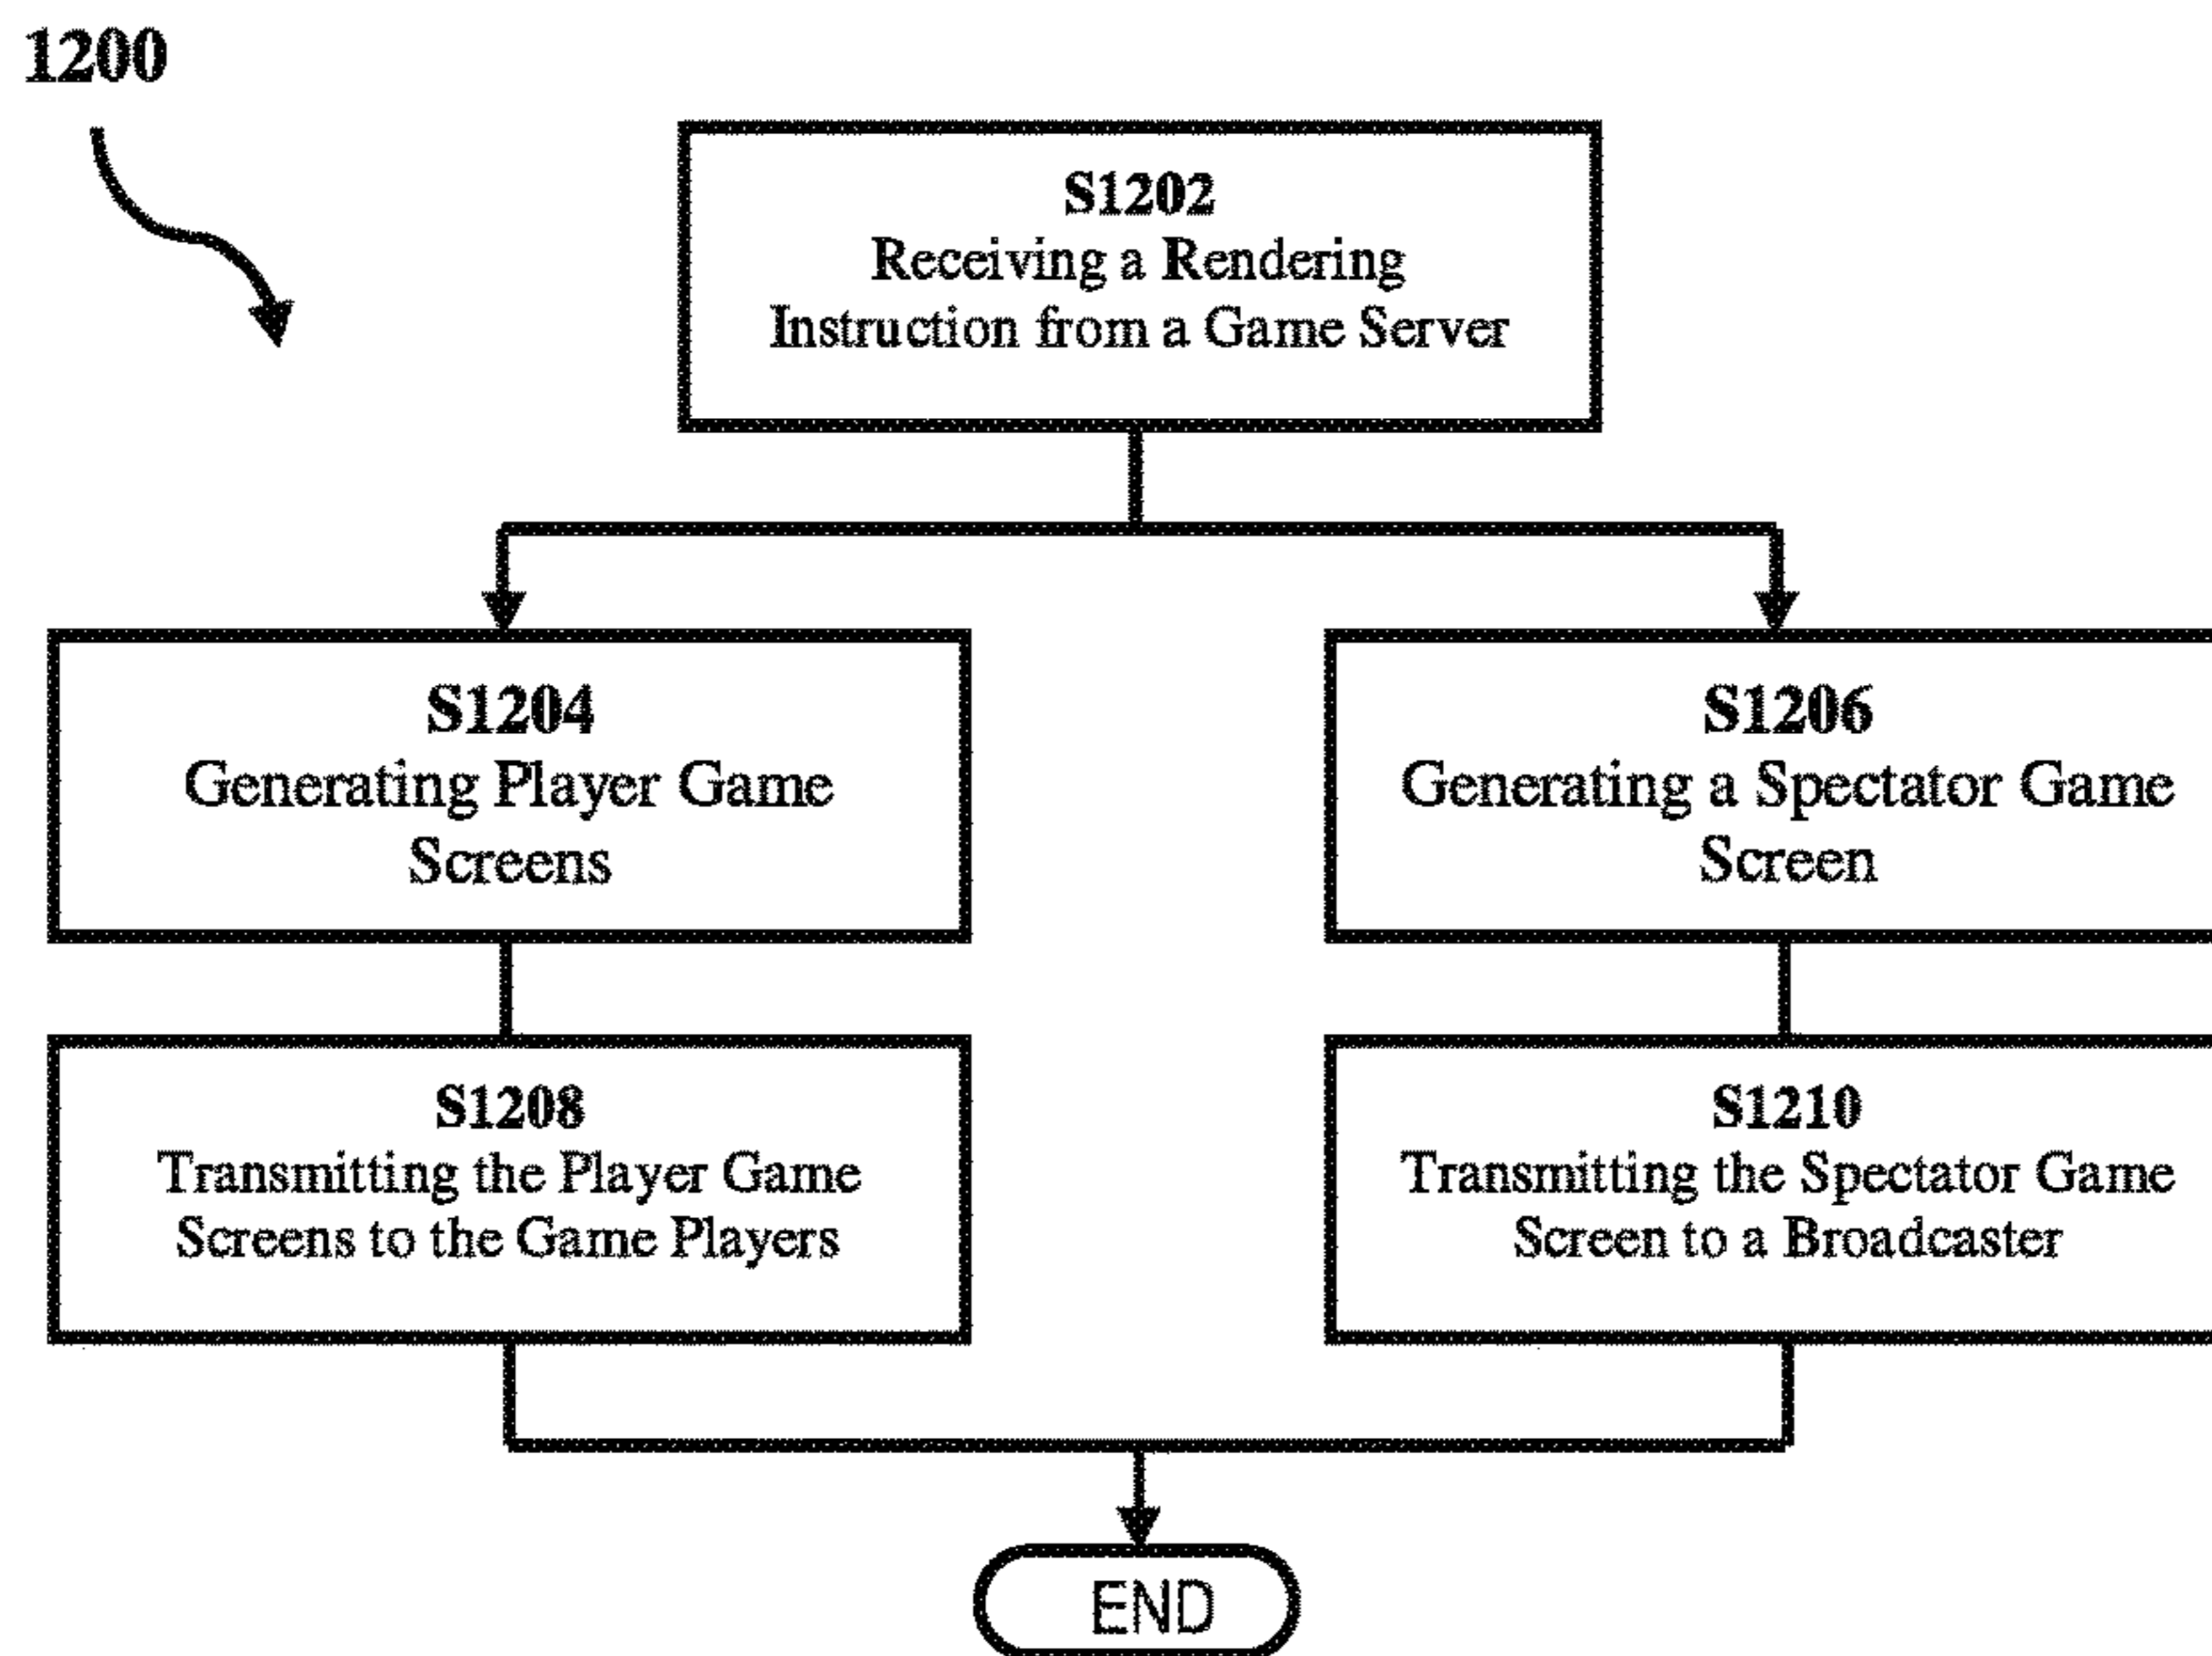 1200
S1202
Receiving a Rendering
Instruction from a Game Server
S1204
Generating Player Game
Screens
S1206
Generating a Spectator Game
Screen
S1208
Transmitting the Player Game
Screens to the Game Players
S1210
Transmitting the Spectator Game
Screen to a Broadcaster
END